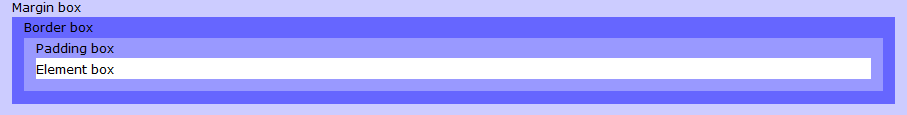 Margin box
Border box
Padding box
Element box